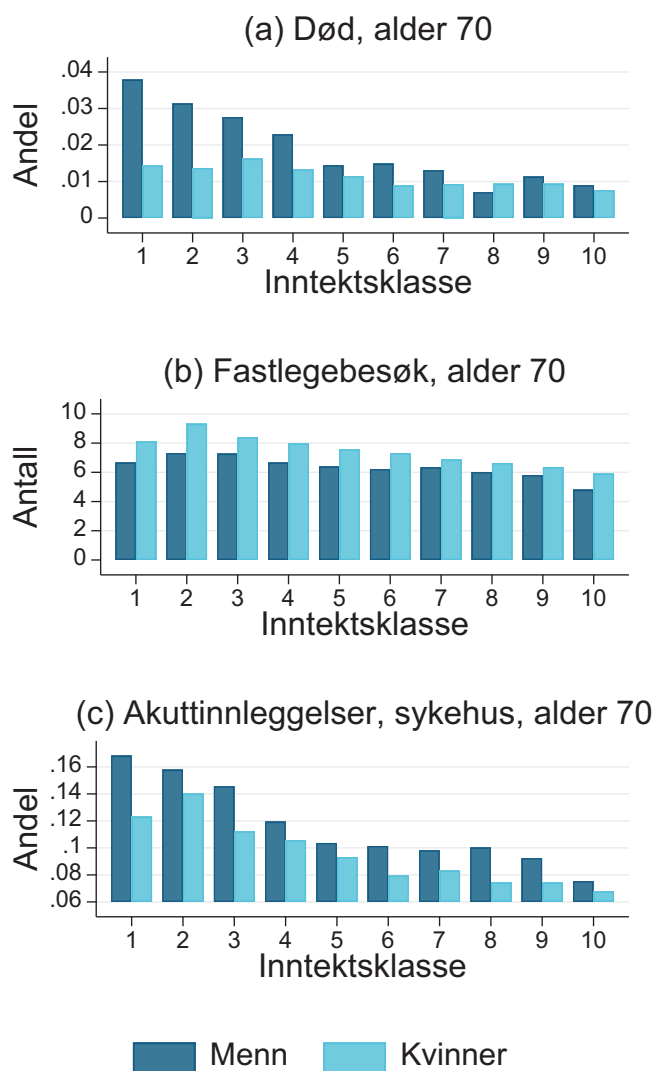 (a) Død, alder 70
Andel
.04
.03
.02
.01
0
1 2 3 4 5 6 7 8 9 10
Inntektsklasse
(b) Fastlegebesøk, alder 70
Antall
10
8
6
4
2
0
1 2 3 4 5 6 7 8 9 10
Inntektsklasse
(c) Akuttinnleggelser, sykehus, alder 70
Andel
.16
.14
.12
.1
.08
.06
1 2 3 4 5 6 7 8 9 10
Inntektsklasse
Menn Kvinner